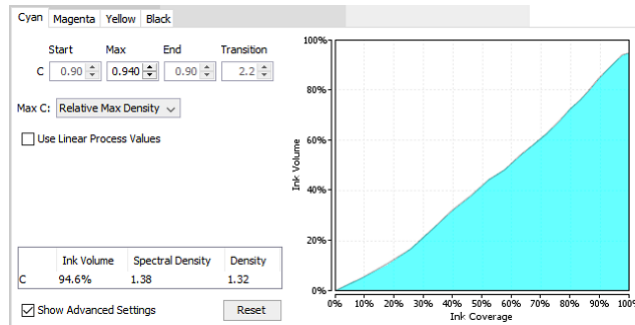 Cyan Magenta Yellow Black
Start Max End Transition
C 0.90 0.940 0.90 2.2
Max C: Relative Max Density
Use Linear Process Values
Ink Volume Spectral Density Density
C 94.6% 1.38 1.32
Show Advanced Settings Reset
100%
80%
60%
40%
20%
0%
Ink Volume
0% 10% 20% 30% 40% 50% 60% 70% 80% 90% 100%
Ink Coverage